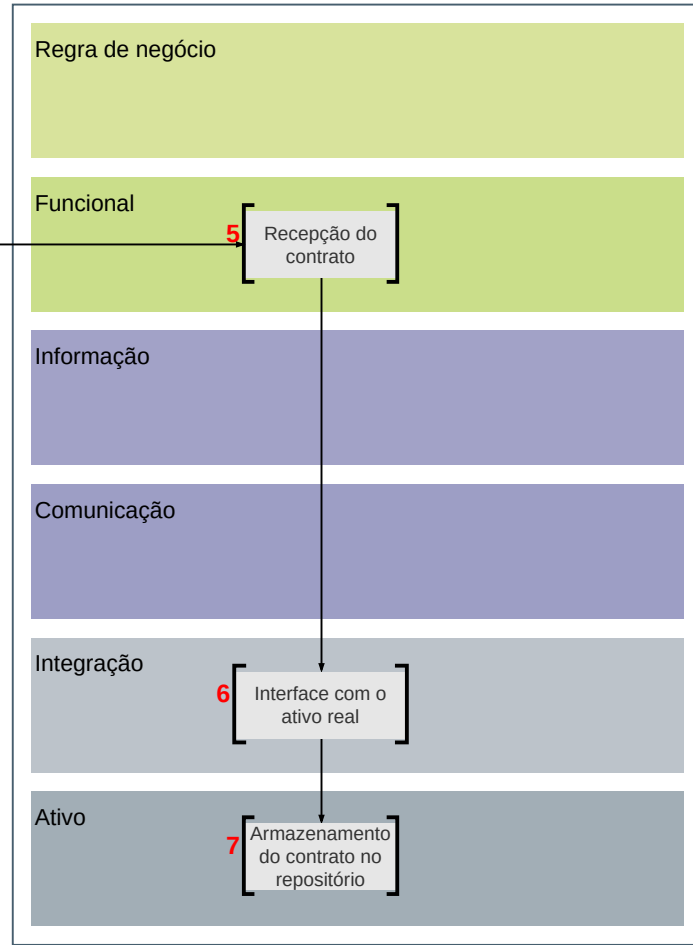 Regra de negócio
Funcional
5
Recepção do
contrato
Informação
Comunicação
Integração
6
Interface com o
ativo real
Ativo
7
Armazenamento
do contrato no
repositório